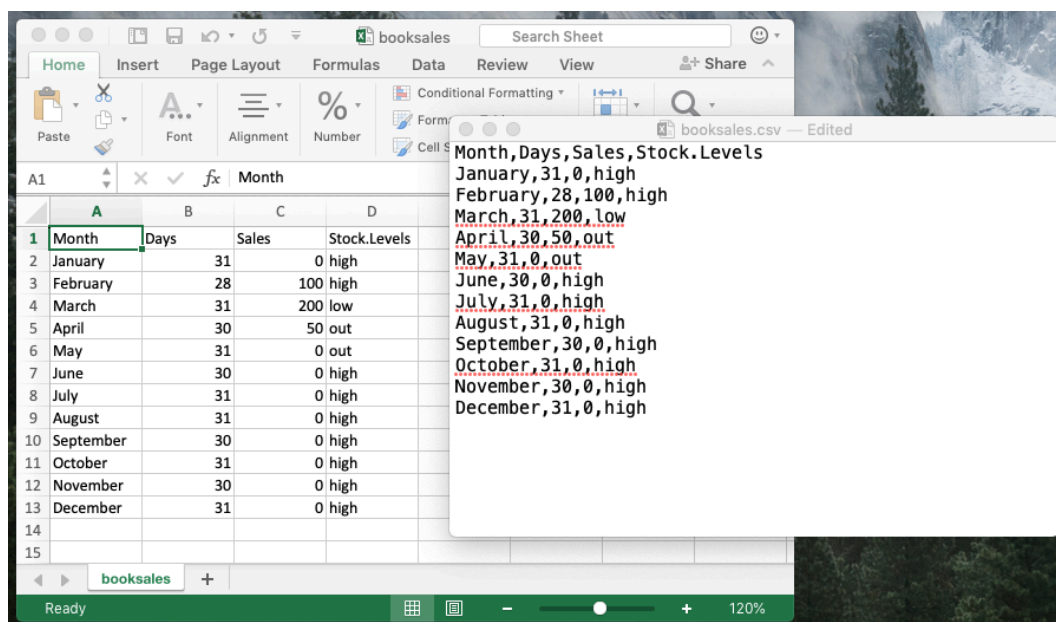 booksales
Search Sheet
Home Insert Page Layout Formulas Data Review View Share
Conditional Formatting
Paste Font Alignment Number
A1 fx Month
A B C D
1 Month Days Sales Stock.Levels
2 January 31 0 high
3 February 28 100 high
4 March 31 200 low
5 April 30 50 out
6 May 31 0 out
7 June 30 0 high
8 July 31 0 high
9 August 31 0 high
10 September 30 0 high
11 October 31 0 high
12 November 30 0 high
13 December 31 0 high
14
15
booksales +
Ready 120%
booksales.csv — Edited
Month,Days,Sales,Stock.Levels
January,31,0,high
February,28,100,high
March,31,200,low
April,30,50,out
May,31,0,out
June,30,0,high
July,31,0,high
August,31,0,high
September,30,0,high
October,31,0,high
November,30,0,high
December,31,0,high